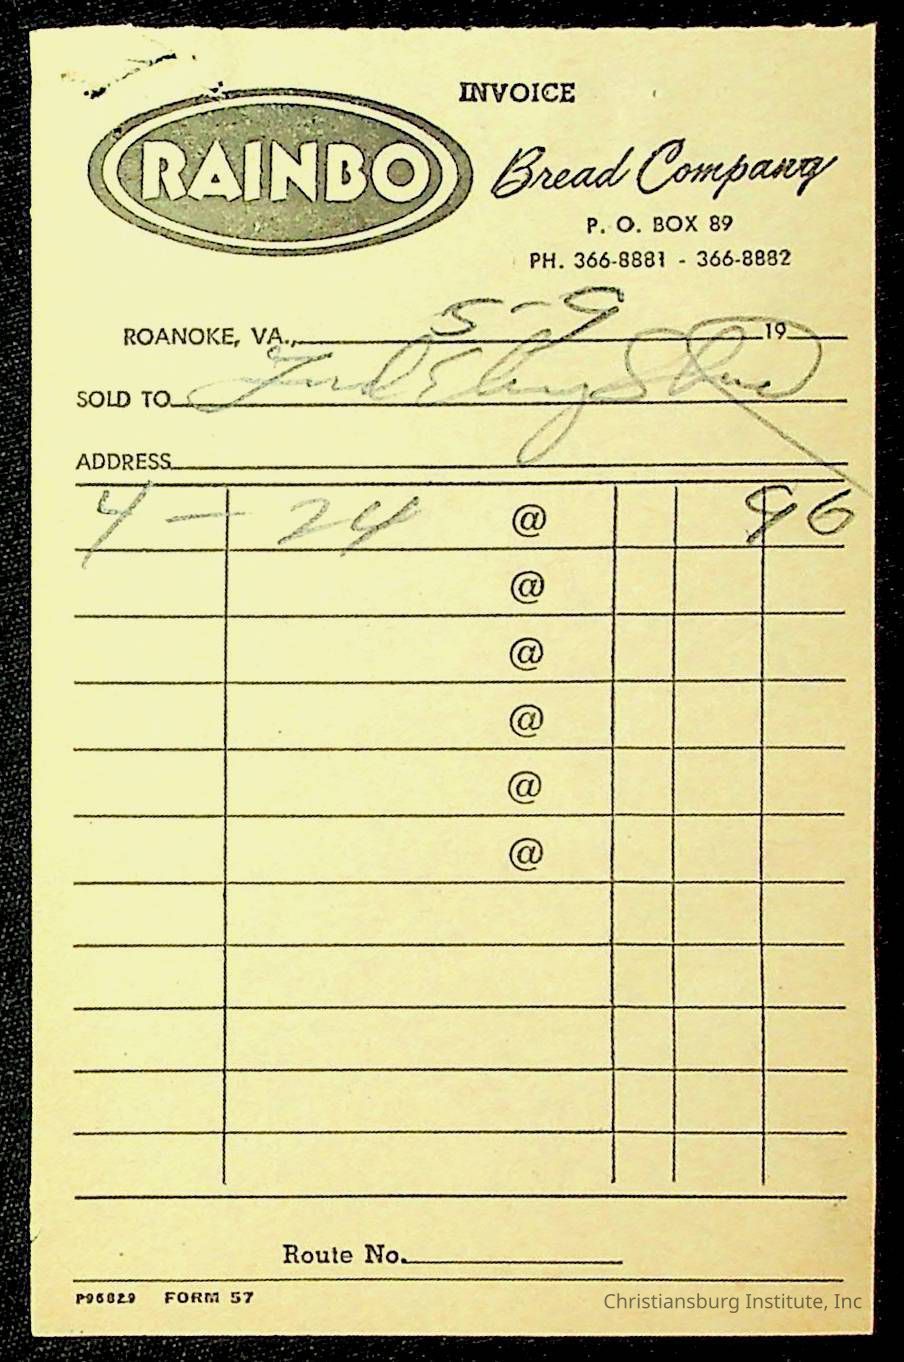 INVOICE
RAINBO
Bread Company
P. O. BOX 89
PH. 366-8881 - 366-8882
ROANOKE, VA., 5-9 19
SOLD TO
ADDRESS
4 - 24 @ 96
@
@
@
@
@
Route No.
P96829 FORM 57
Christiansburg Institute, Inc